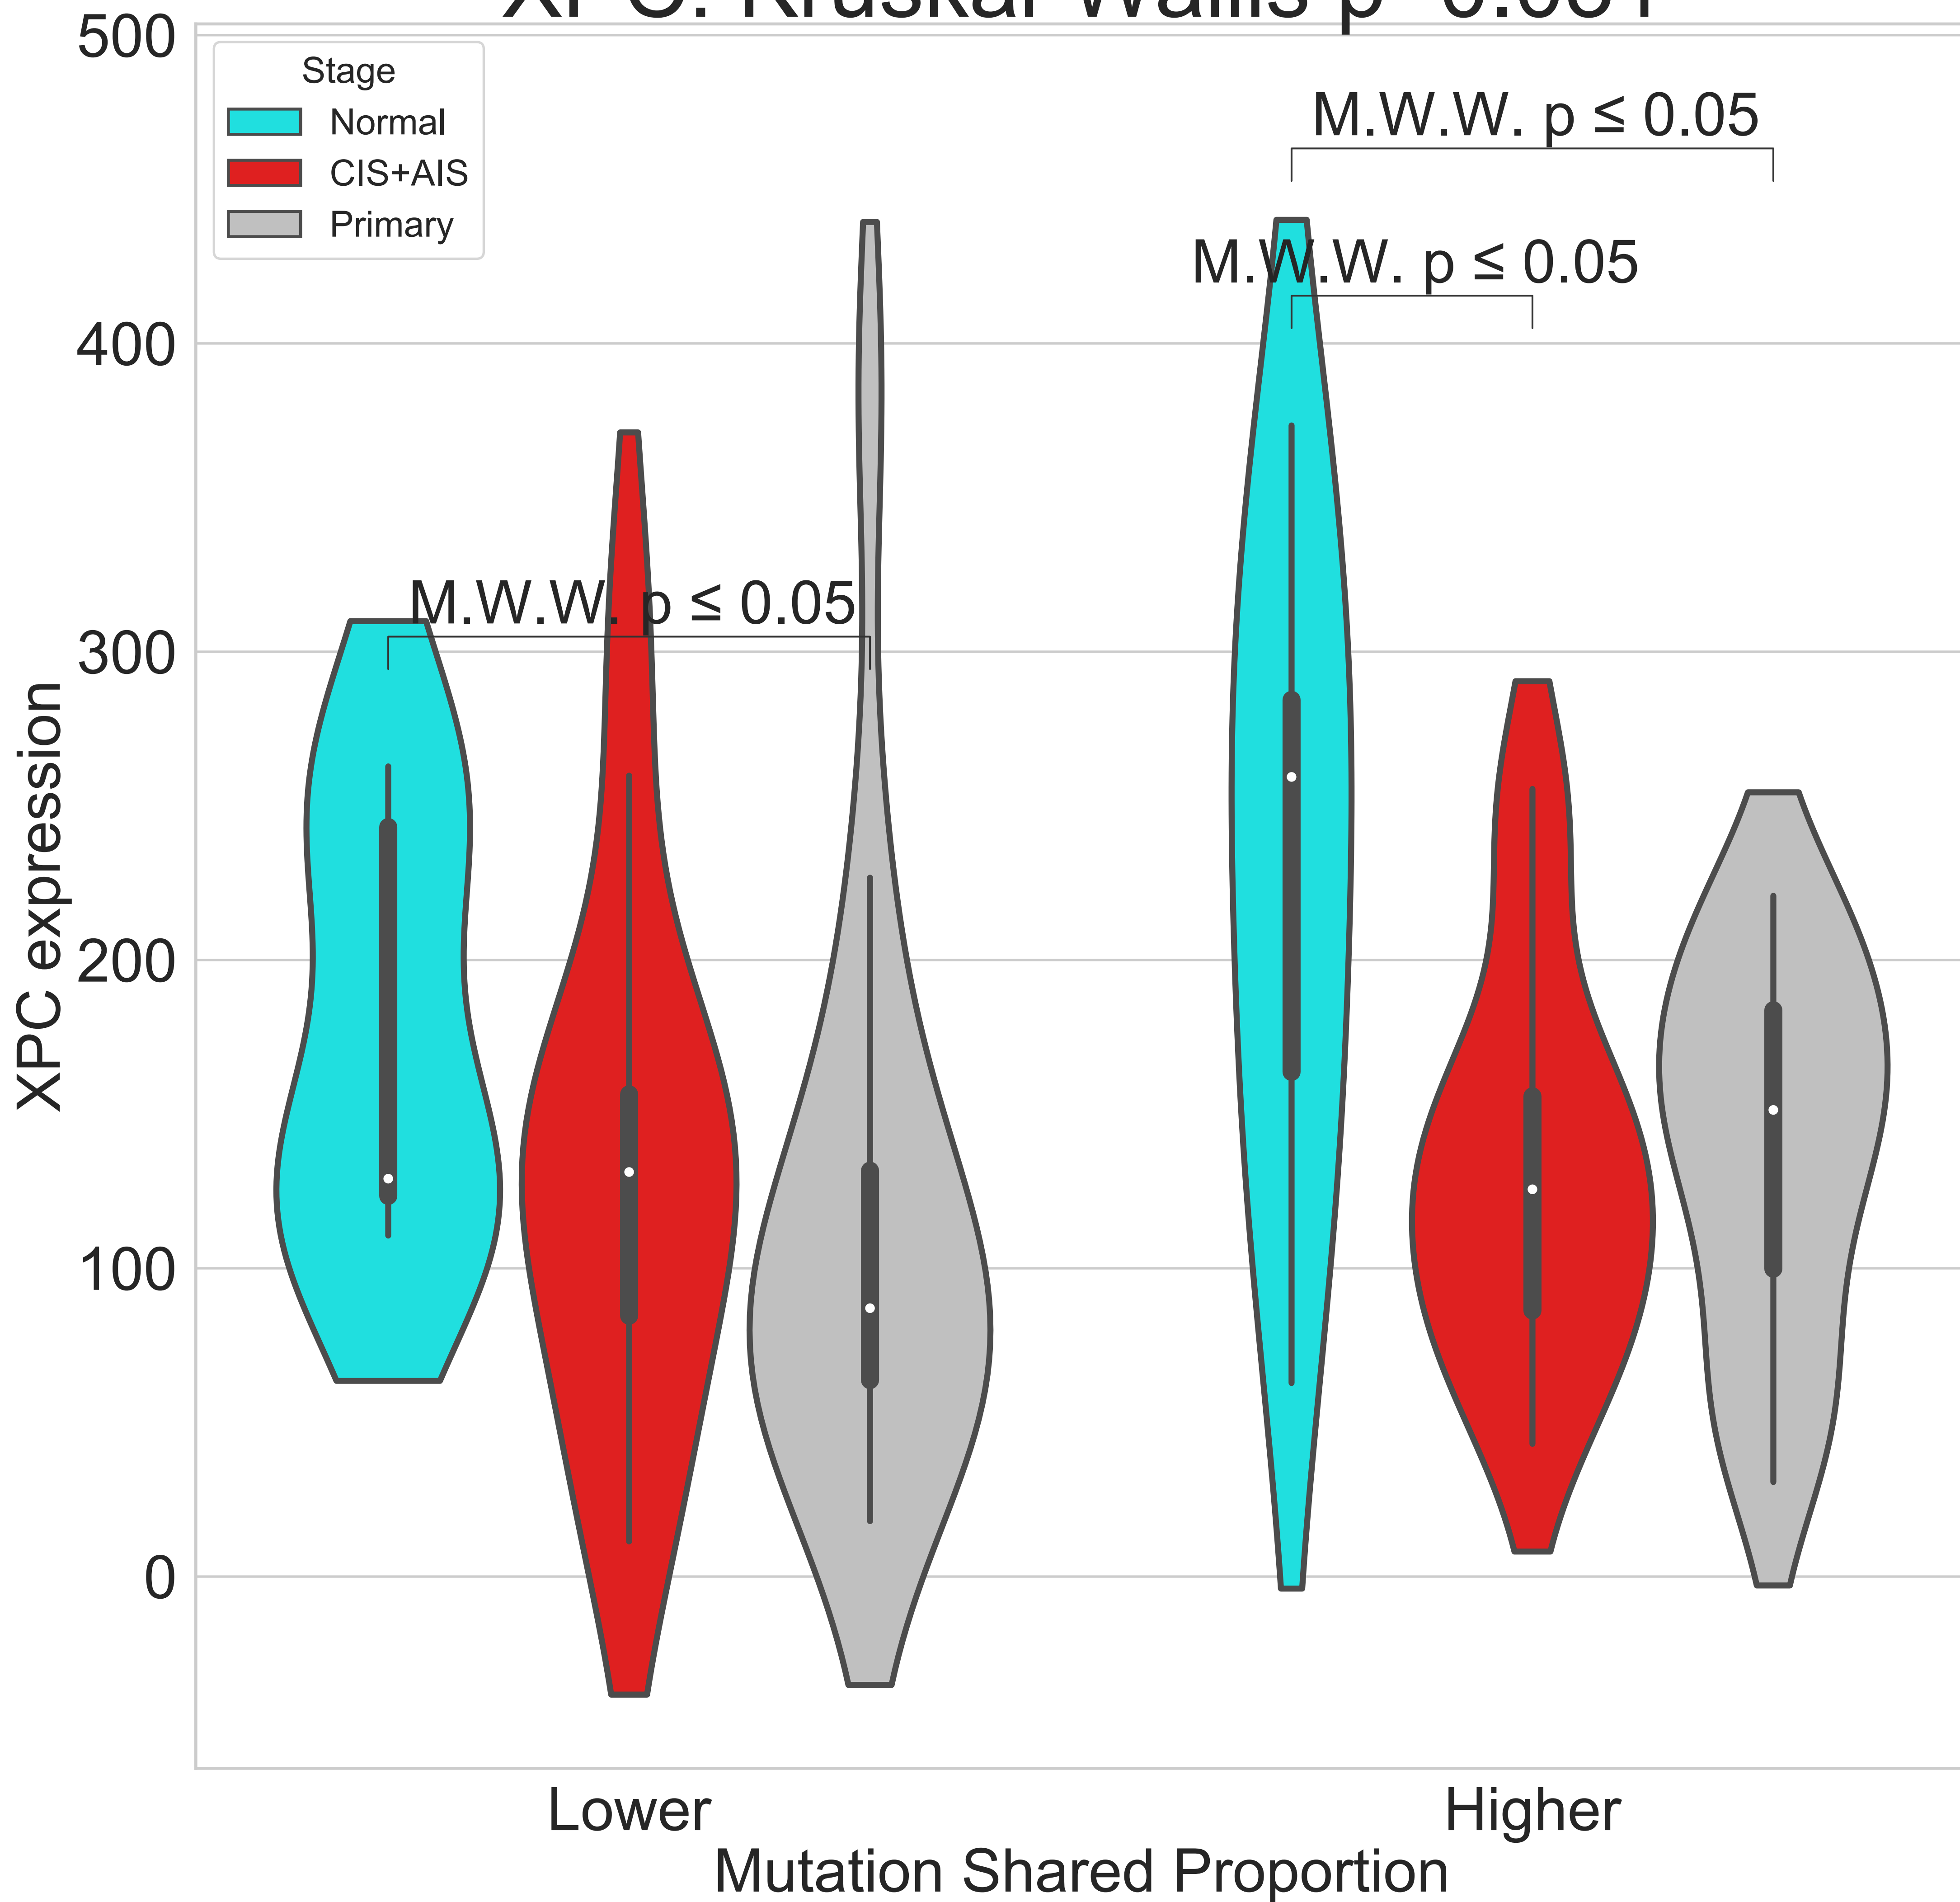 500
Stage
Normal
CIS+AIS
Primary
M.W.W. p ≤ 0.05
M.W.W. p ≤ 0.05
400
M.W.W. p ≤ 0.05
300
200
100
0
XPC expression
Lower
Higher
Mutation Shared Proportion